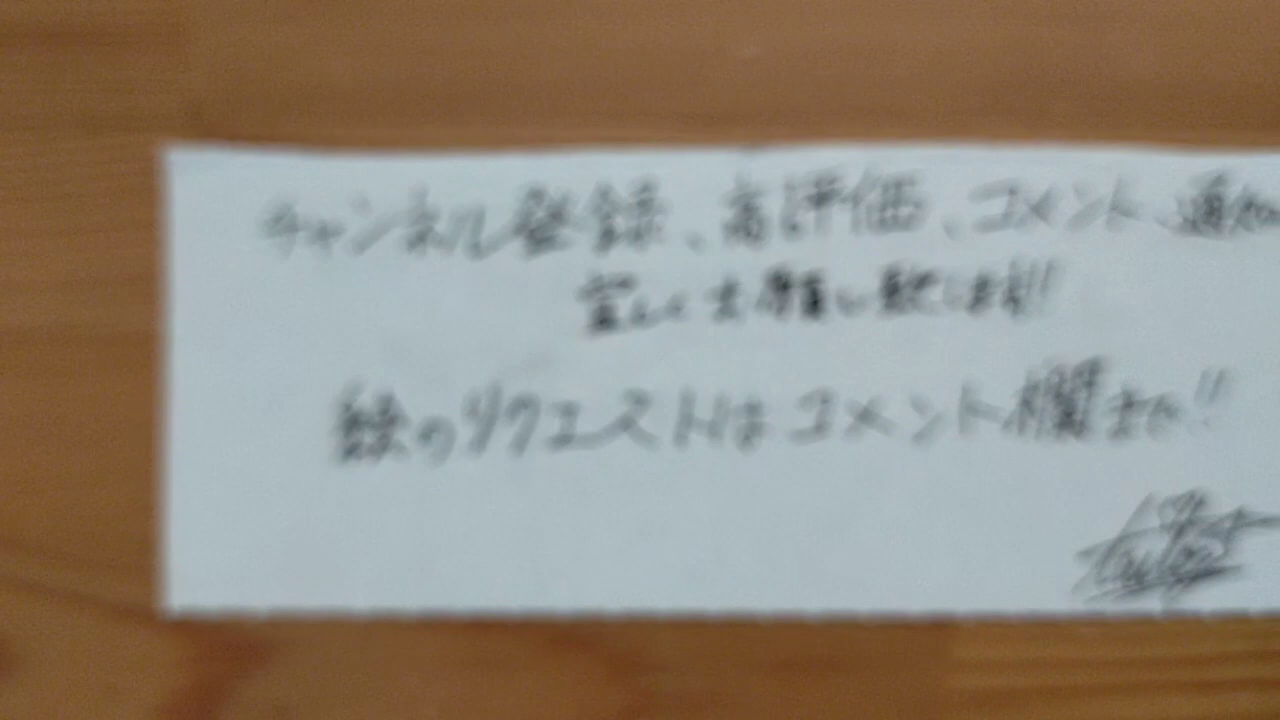 チャンネル登録、高評価、コメント、通知
宜しくお願い致します!!
絵のリクエストはコメント欄まで!!